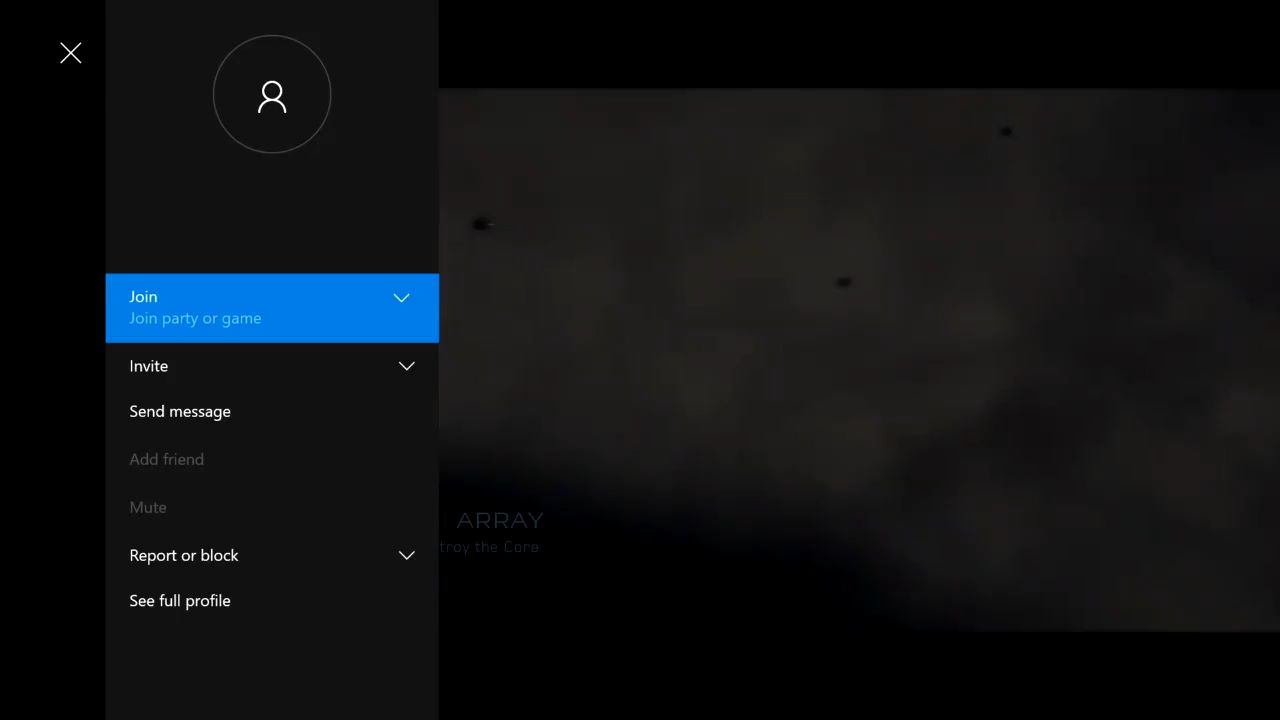 Join
Join party or game
Invite
Send message
Add friend
Mute
Report or block
See full profile
ARRAY
the Core